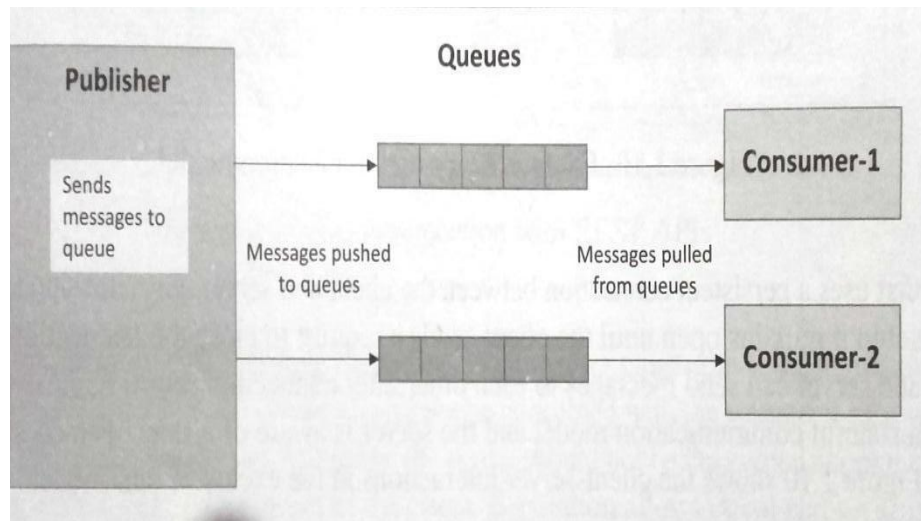 Publisher
Sends
messages to
queue
Queues
Messages pushed
to queues
Messages pulled
from queues
Consumer-1
Consumer-2